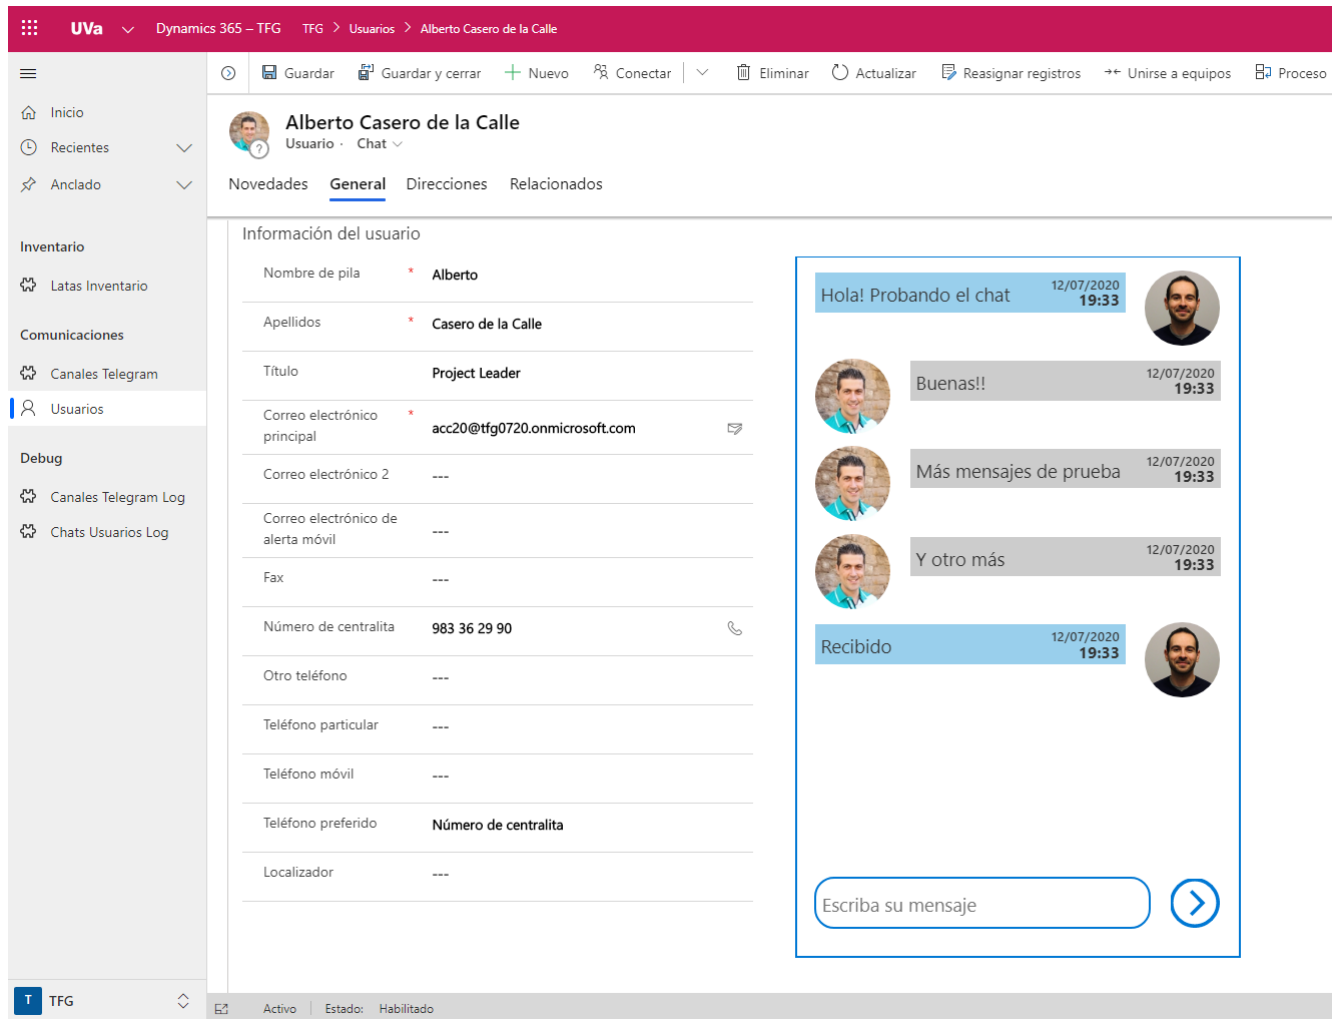 UVa Dynamics 365 – TFG TFG > Usuarios > Alberto Casero de la Calle
Guardar Guardar y cerrar Nuevo Conectar Eliminar Actualizar Reasignar registros Unirse a equipos Proceso
Inicio
Recientes
Anclado
Inventario
Latas Inventario
Comunicaciones
Canales Telegram
Usuarios
Debug
Canales Telegram Log
Chats Usuarios Log
T TFG
Alberto Casero de la Calle
Usuario · Chat
Novedades General Direcciones Relacionados
Información del usuario
Nombre de pila * Alberto
Apellidos * Casero de la Calle
Título Project Leader
Correo electrónico *
principal
acc20@tfg0720.onmicrosoft.com
Correo electrónico 2 ---
Correo electrónico de
alerta móvil
---
Fax ---
Número de centralita 983 36 29 90
Otro teléfono ---
Teléfono particular ---
Teléfono móvil ---
Teléfono preferido Número de centralita
Localizador ---
Hola! Probando el chat
12/07/2020
19:33
Buenas!!
12/07/2020
19:33
Más mensajes de prueba
12/07/2020
19:33
Y otro más
12/07/2020
19:33
Recibido
12/07/2020
19:33
Escriba su mensaje
Activo Estado: Habilitado